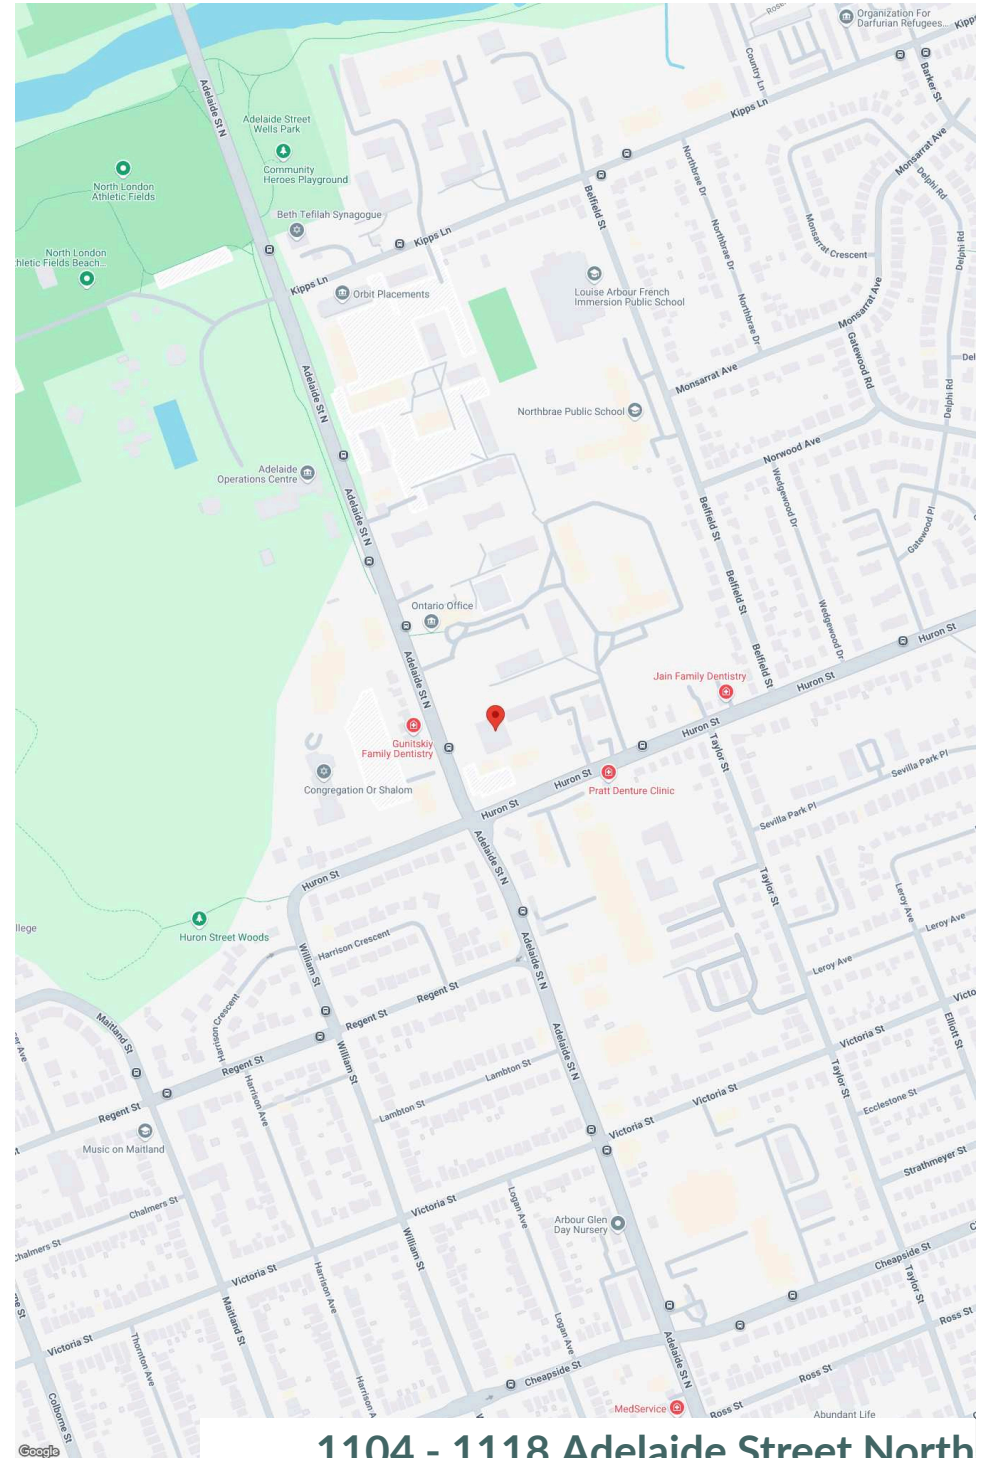 Organization For
Darfurian Refugees...
Kipps
Rose
Country Ln
Barker St
Kipps Ln
Adelaide St N
Adelaide Street
Wells Park
Community
Heroes Playground
North London
Athletic Fields
Beth Tefilah Synagogue
Kipps Ln
Belfield St
Northbrae Dr
Northbrae Dr
Northbrae Dr
Monsarrat Ave
Delphi Rd
Delphi Rd
Monsarrat Crescent
North London
thletic Fields Beach...
Kipps Ln
Orbit Placements
Louise Arbour French
Immersion Public School
Monsarrat Ave
Gatewood Rd
Del
Delphi Rd
Monsarrat Ave
Adelaide St N
Northbrae Public School
Norwood Ave
Wedgewood Dr
Adelaide
Operations Centre
Adelaide St N
Belfield St
Gatewood Pl
Belfield St
Wedgewood Dr
Ontario Office
Huron St
Belfield St
Adelaide St N
Jain Family Dentistry
Huron St
Huron St
Gunitskiy
Family Dentistry
Taylor St
Congregation Or Shalom
Huron St
Pratt Denture Clinic
Sevilla Park Pl
Huron St
Sevilla Park Pl
Adelaide St N
Huron St
Taylor St
Leroy Ave
Leroy Ave
llege
Huron Street Woods
Harrison Crescent
William St
Adelaide St N
Leroy Ave
Regent St
Harrison Crescent
Victo
Maitland St
Regent St
Elliott St
Victoria St
er Ave
Adelaide St N
William St
Regent St
Lambton St
Taylor St
Harrison Ave
Victoria St
Regent St
Lambton St
Ecclestone St
Victoria St
Music on Maitland
Strathmeyer St
Victoria St
Logan Ave
Chalmers St
Arbour Glen
Day Nursery
William St
Chalmers St
Cheapside St
Victoria St
Harrison Ave
Taylor St
Maitland St
Ross St
Victoria St
Logan Ave
Thornton Ave
Adelaide St N
Cheapside St
Ross St
Harrison A
Colborne St
MedService
Ross St
Abundant Life
Google
1104 - 1118 Adelaide Street North